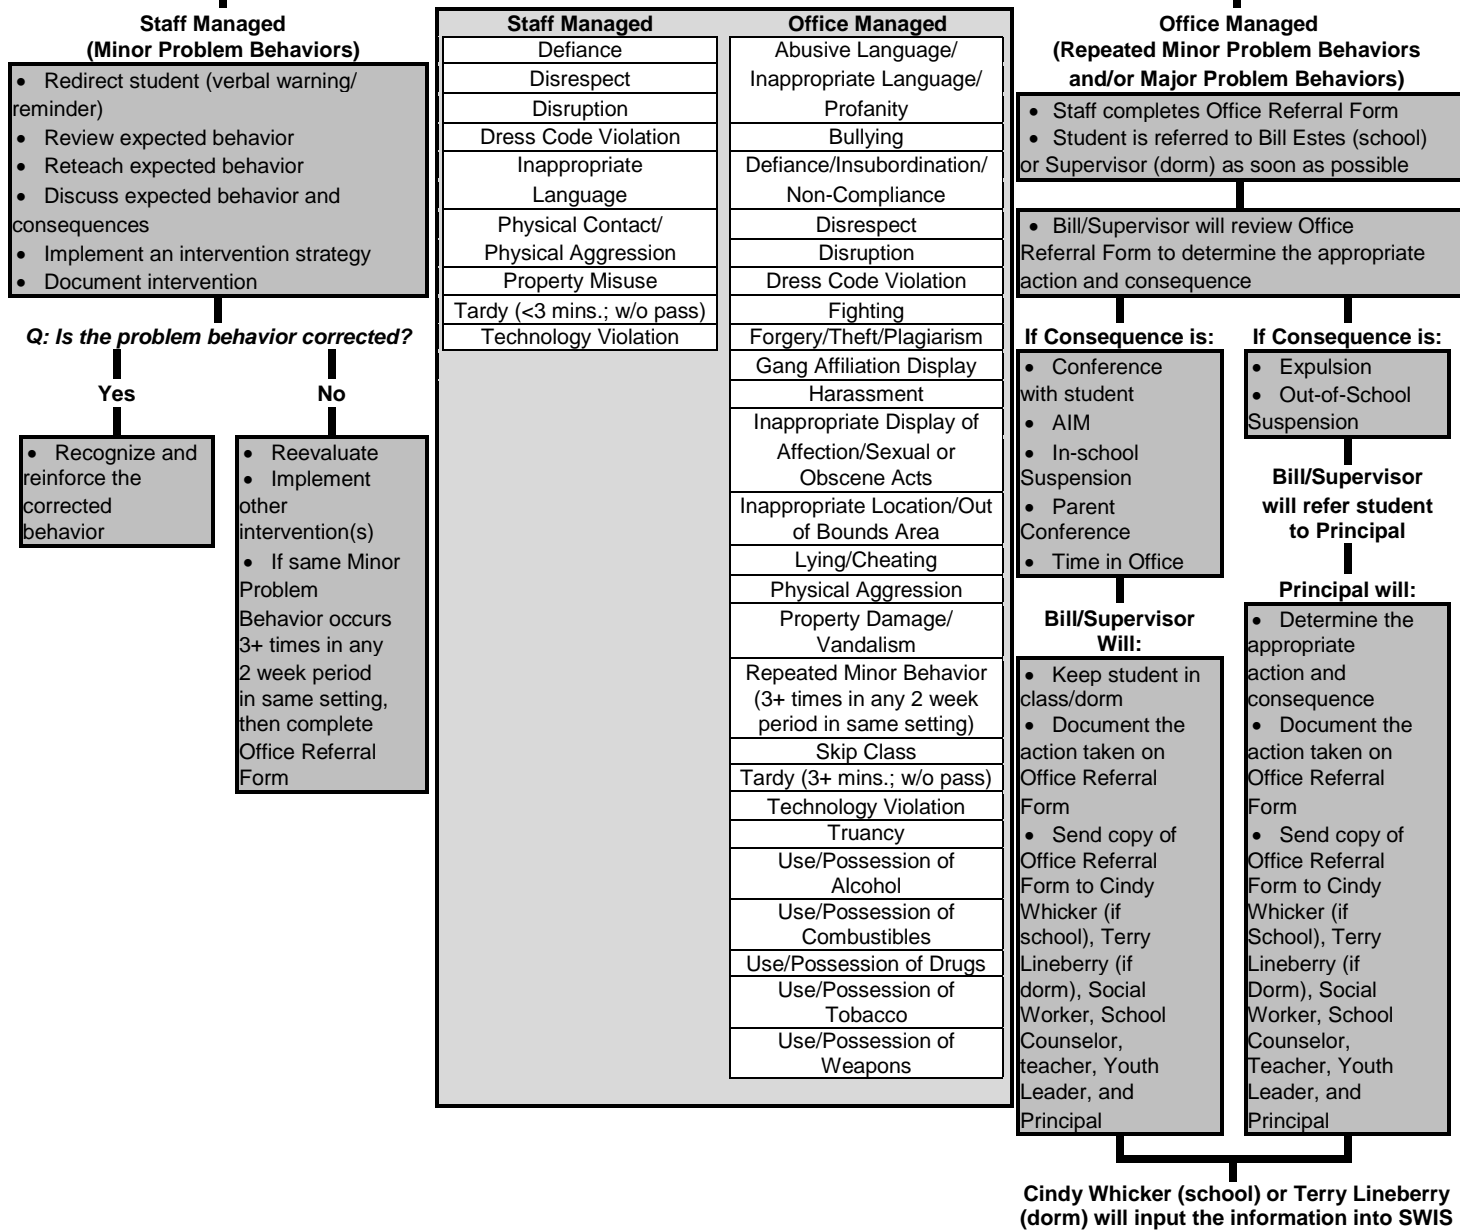 Staff Managed
(Minor Problem Behaviors)
• Redirect student (verbal warning/
reminder)
• Review expected behavior
• Reteach expected behavior
• Discuss expected behavior and
consequences
• Implement an intervention strategy
• Document intervention
Q: Is the problem behavior corrected?
Yes
• Recognize and
reinforce the
corrected
behavior
No
• Reevaluate
• Implement
other
intervention(s)
• If same Minor
Problem
Behavior occurs
3+ times in any
2 week period
in same setting,
then complete
Office Referral
Form
Staff Managed
Defiance
Disrespect
Disruption
Dress Code Violation
Inappropriate
Language
Physical Contact/
Physical Aggression
Property Misuse
Tardy (<3 mins.; w/o pass)
Technology Violation
Office Managed
Abusive Language/
Inappropriate Language/
Profanity
Bullying
Defiance/Insubordination/
Non-Compliance
Disrespect
Disruption
Dress Code Violation
Fighting
Forgery/Theft/Plagiarism
Gang Affiliation Display
Harassment
Inappropriate Display of
Affection/Sexual or
Obscene Acts
Inappropriate Location/Out
of Bounds Area
Lying/Cheating
Physical Aggression
Property Damage/
Vandalism
Repeated Minor Behavior
(3+ times in any 2 week
period in same setting)
Skip Class
Tardy (3+ mins.; w/o pass)
Technology Violation
Truancy
Use/Possession of
Alcohol
Use/Possession of
Combustibles
Use/Possession of Drugs
Use/Possession of
Tobacco
Use/Possession of
Weapons
Office Managed
(Repeated Minor Problem Behaviors
and/or Major Problem Behaviors)
• Staff completes Office Referral Form
• Student is referred to Bill Estes (school)
or Supervisor (dorm) as soon as possible
• Bill/Supervisor will review Office
Referral Form to determine the appropriate
action and consequence
If Consequence is:
• Conference
with student
• AIM
• In-school
Suspension
• Parent
Conference
• Time in Office
Bill/Supervisor
Will:
• Keep student in
class/dorm
• Document the
action taken on
Office Referral
Form
• Send copy of
Office Referral
Form to Cindy
Whicker (if
school), Terry
Lineberry (if
dorm), Social
Worker, School
Counselor,
teacher, Youth
Leader, and
Principal
If Consequence is:
• Expulsion
• Out-of-School
Suspension
Bill/Supervisor
will refer student
to Principal
Principal will:
• Determine the
appropriate
action and
consequence
• Document the
action taken on
Office Referral
Form
• Send copy of
Office Referral
Form to Cindy
Whicker (if
School), Terry
Lineberry (if
Dorm), Social
Worker, School
Counselor,
Teacher, Youth
Leader, and
Principal
Cindy Whicker (school) or Terry Lineberry
(dorm) will input the information into SWIS